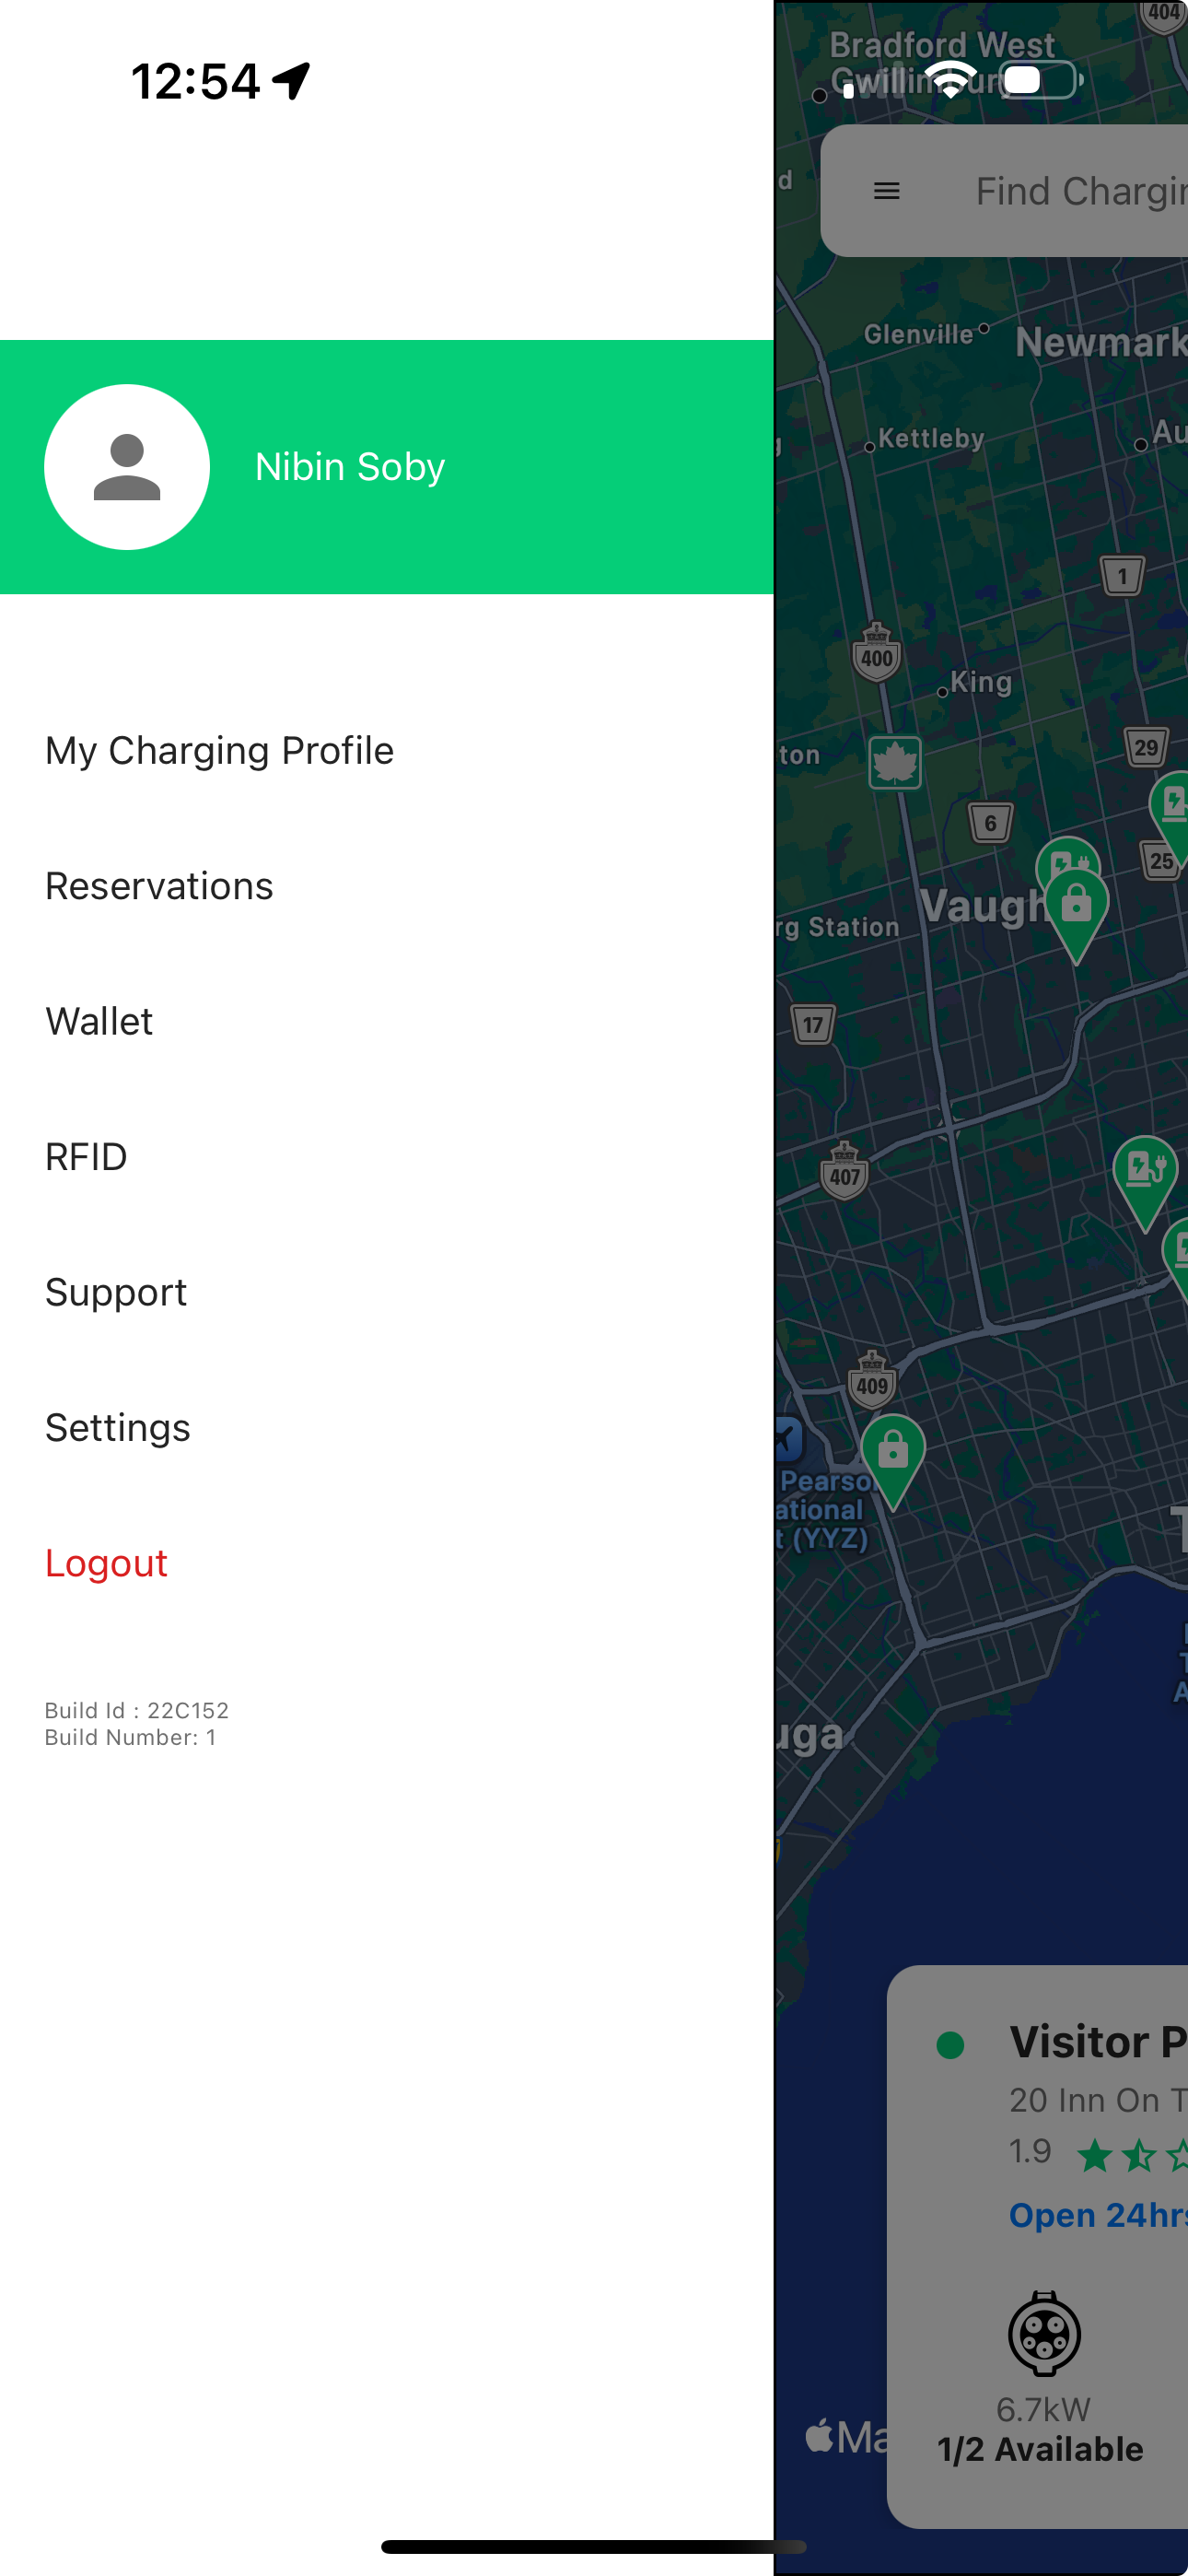 12:54
Nibin Soby
My Charging Profile
Reservations
Wallet
RFID
Support
Settings
Logout
Build Id : 22C152
Build Number: 1
404
Bradford West
Find Chargin
Glenville
Newmark
Kettleby
Au
1
400
King
ton
29
6
25
Vaugh
rg Station
17
407
409
Pearson
ational
t (YYZ)
uga
Visitor P
20 Inn On T
1.9
Open 24hrs
6.7kW
1/2 Available
Ma